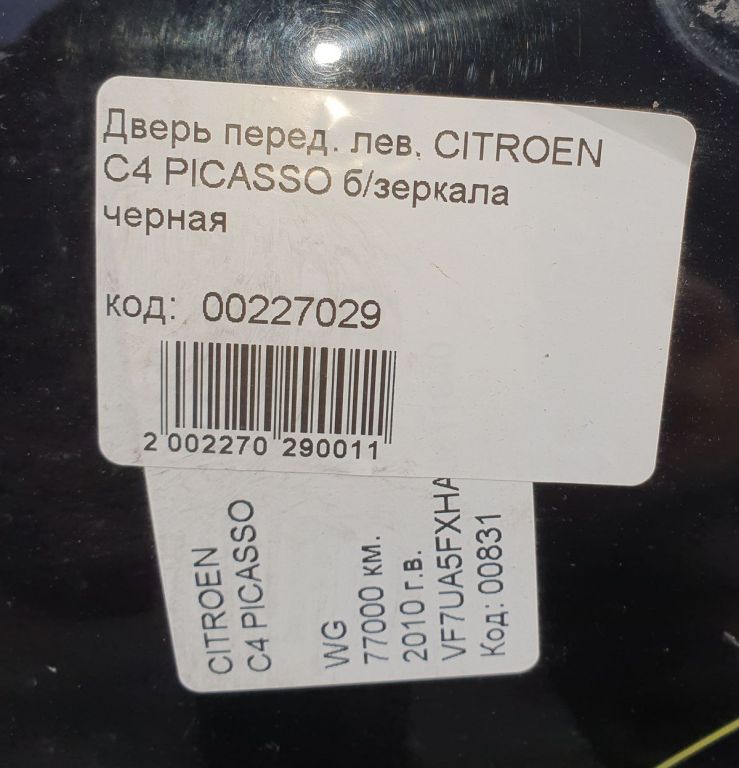 Дверь перед. лев. CITROEN
C4 PICASSO б/зеркала
черная
код: 00227029
2 002270 290011
CITROEN
C4 PICASSO
WG
77000 км.
2010 г.в.
VF7UA5FXHA
Код: 00831